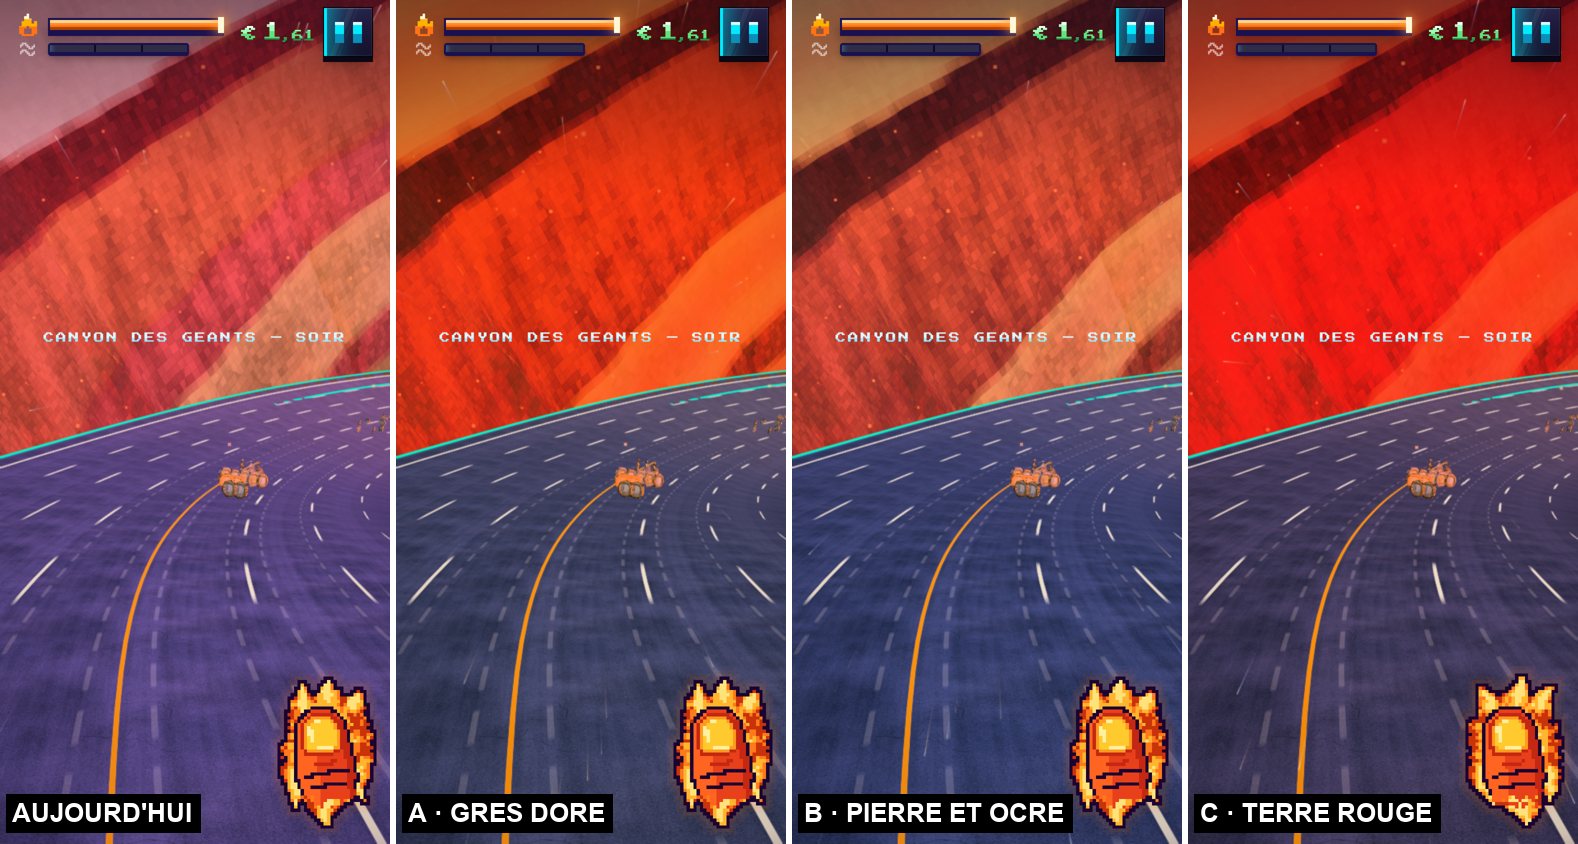 € 1,61
CANYON DES GEANTS — SOIR
AUJOURD'HUI
€ 1,61
CANYON DES GEANTS — SOIR
A · GRES DORE
€ 1,61
CANYON DES GEANTS — SOIR
B · PIERRE ET OCRE
€ 1,61
CANYON DES GEANTS — SOIR
C · TERRE ROUGE